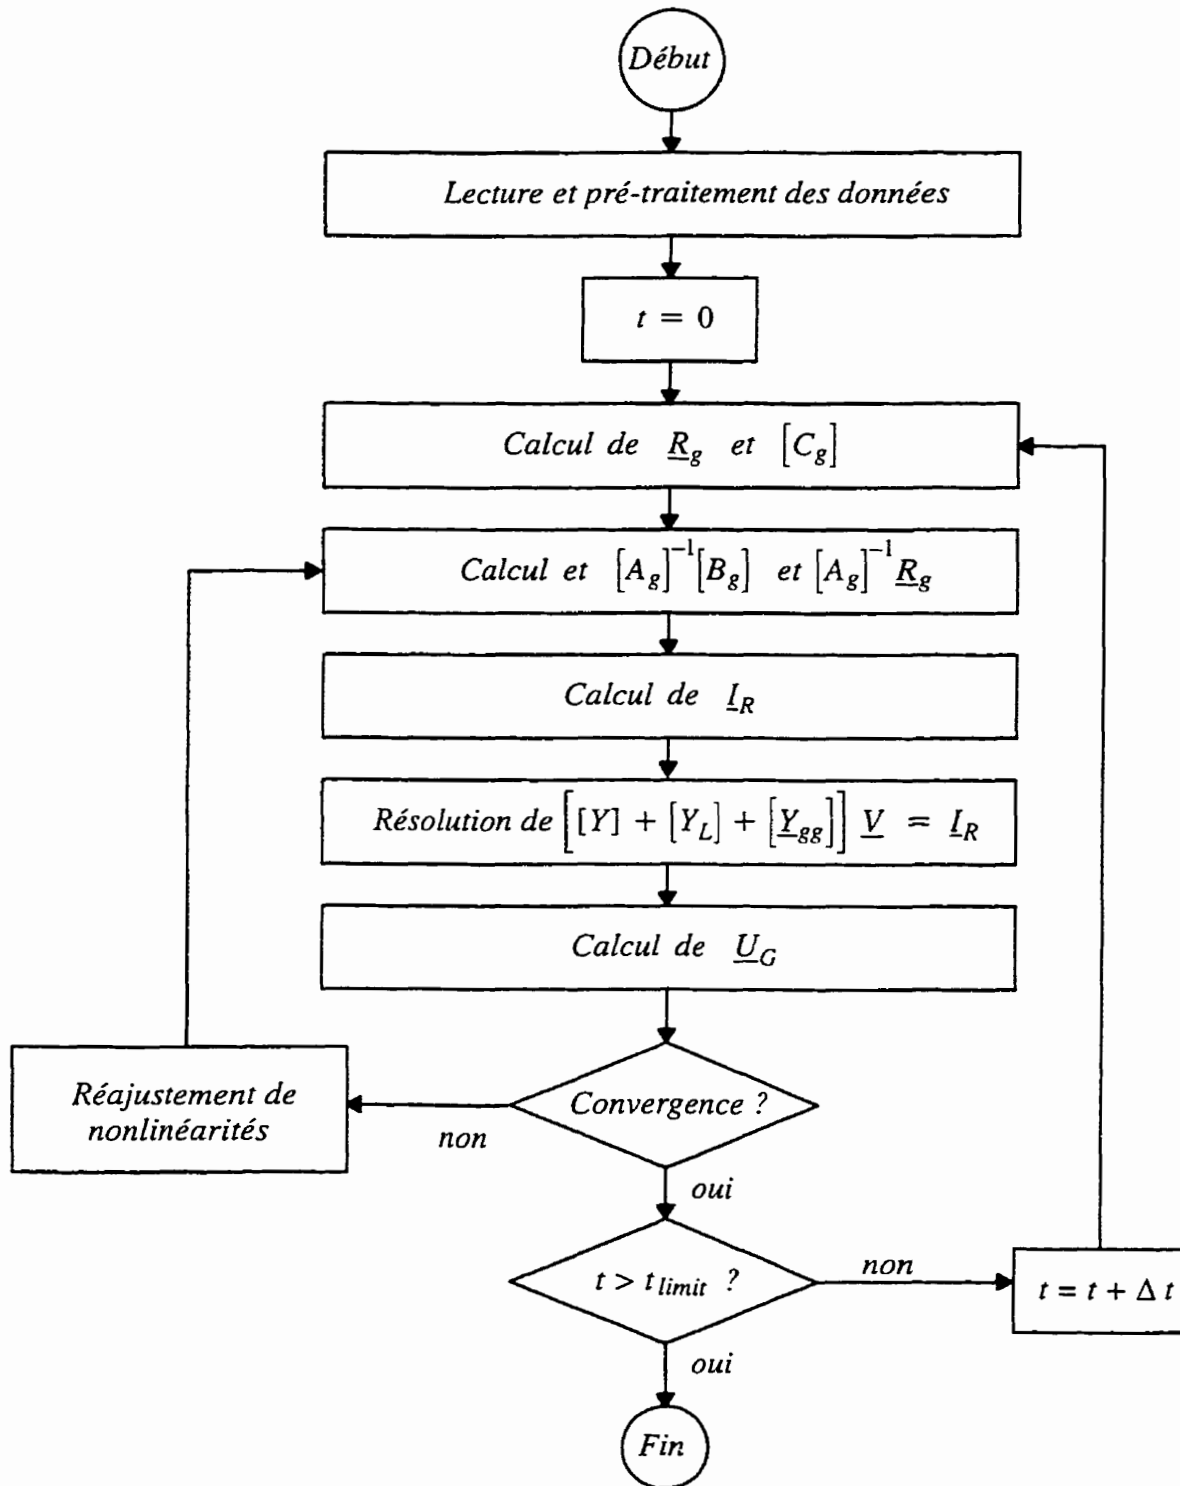 Début
Lecture et pré-traitement des données
t = 0
Calcul de R_g et [C_g]
Calcul et [A_g]^{-1}[B_g] et [A_g]^{-1} R_g
Calcul de I_R
Résolution de [[Y] + [Y_L] + [Y_gg]] V = I_R
Calcul de U_G
Convergence ?
non
Réajustement de
nonlinéarités
oui
t > t_limit ?
non
t = t + Δ t
oui
Fin